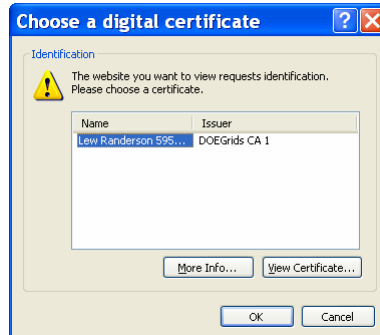 Choose a digital certificate
Identification
The website you want to view requests identification.
Please choose a certificate.
Name Issuer
Lew Randerson 595... DOEGrids CA 1
More Info... View Certificate...
OK Cancel